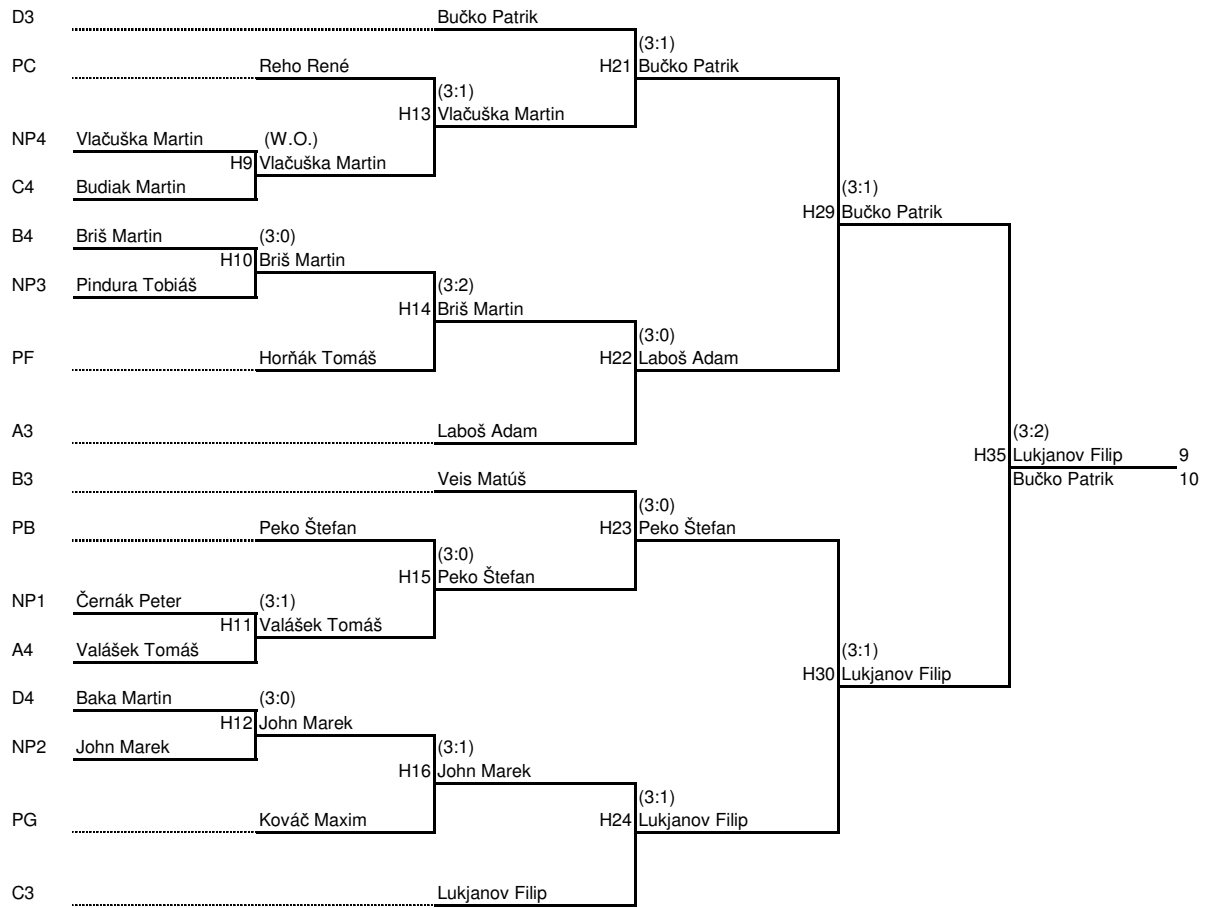 D3 Bučko Patrik
(3:1)
PC Reho René H21 Bučko Patrik
(3:1)
H13 Vlačuška Martin
NP4 Vlačuška Martin (W.O.)
H9 Vlačuška Martin
C4 Budiak Martin (3:1)
H29 Bučko Patrik
B4 Briš Martin (3:0)
H10 Briš Martin
NP3 Pindura Tobiáš (3:2)
H14 Briš Martin
(3:0)
PF Horňák Tomáš H22 Laboš Adam
A3 Laboš Adam (3:2)
H35 Lukjanov Filip 9
B3 Veis Matúš Bučko Patrik 10
(3:0)
PB Peko Štefan H23 Peko Štefan
(3:0)
H15 Peko Štefan
NP1 Černák Peter (3:1)
H11 Valášek Tomáš
A4 Valášek Tomáš (3:1)
H30 Lukjanov Filip
D4 Baka Martin (3:0)
H12 John Marek
NP2 John Marek (3:1)
H16 John Marek
(3:1)
PG Kováč Maxim H24 Lukjanov Filip
C3 Lukjanov Filip